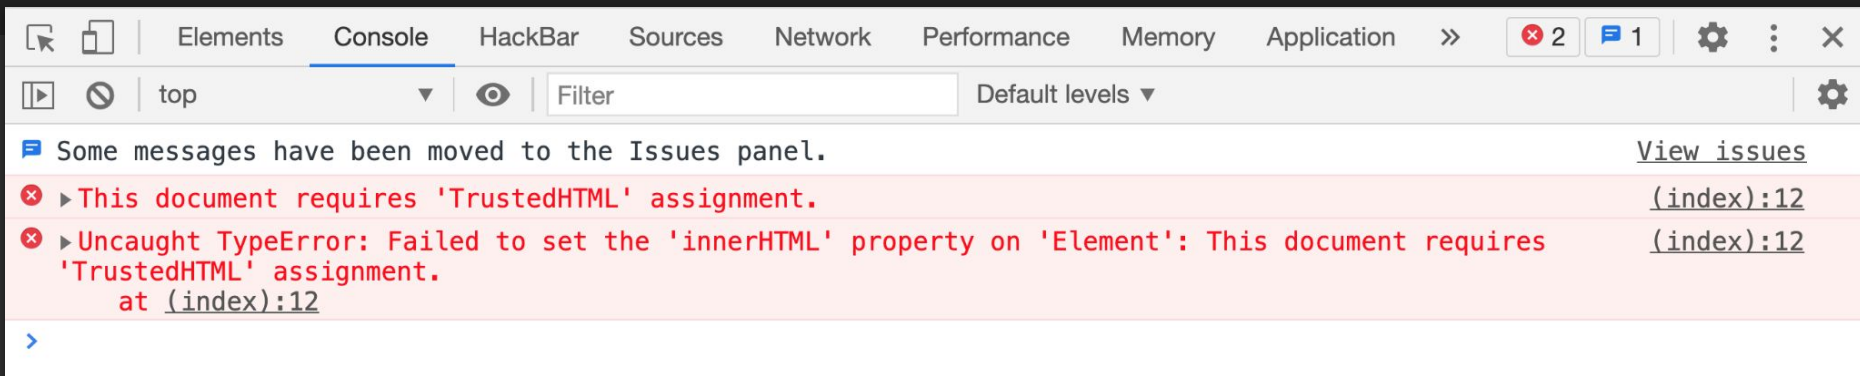 Elements Console HackBar Sources Network Performance Memory Application » 2 1
top Filter Default levels ▼
Some messages have been moved to the Issues panel. View issues
This document requires 'TrustedHTML' assignment. (index):12
Uncaught TypeError: Failed to set the 'innerHTML' property on 'Element': This document requires (index):12
'TrustedHTML' assignment.
at (index):12